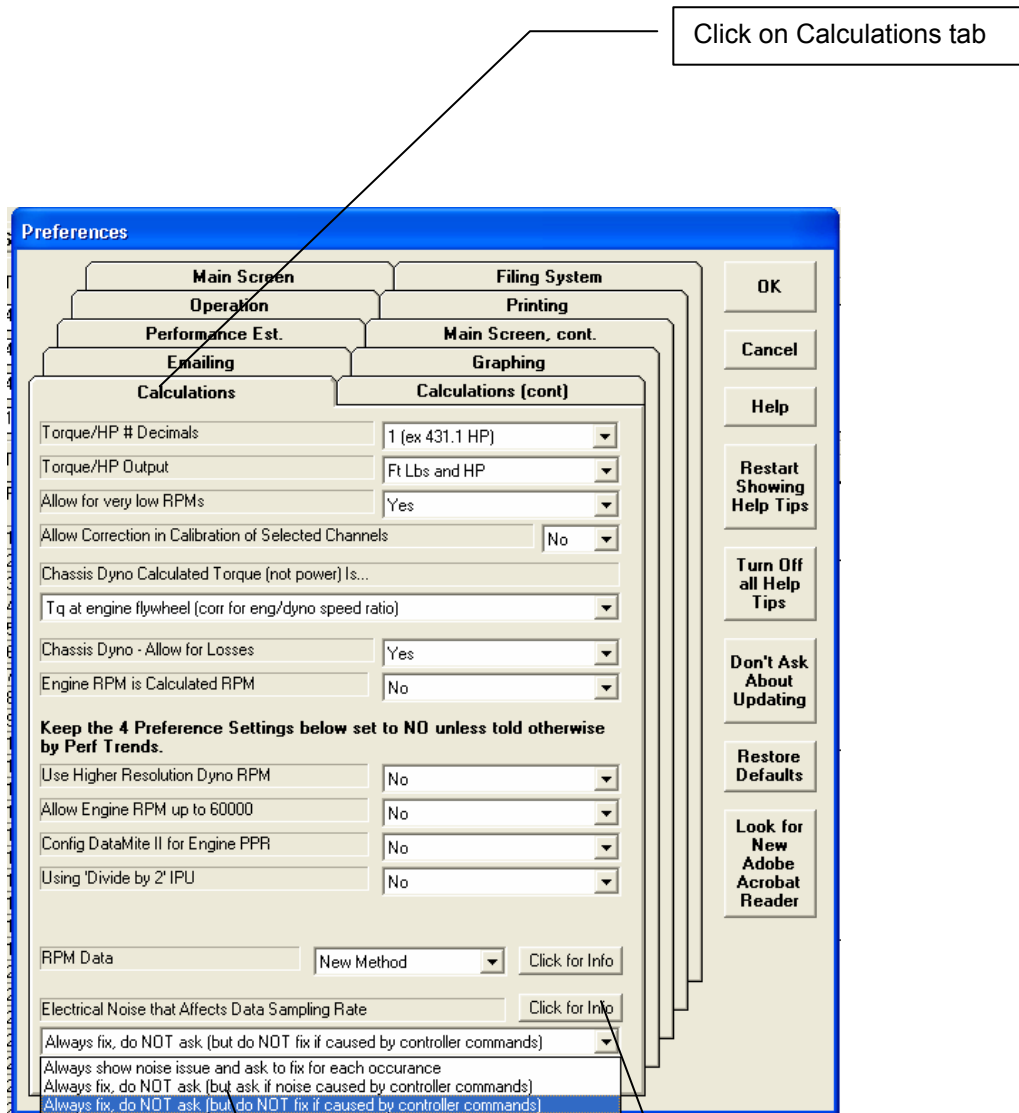 Click on Calculations tab
Preferences
Main Screen
Filing System
Operation
Printing
Performance Est.
Main Screen, cont.
Emailing
Graphing
Calculations
Calculations (cont)
Torque/HP # Decimals
1 (ex 431.1 HP)
Torque/HP Output
Ft Lbs and HP
Allow for very low RPMs
Yes
Allow Correction in Calibration of Selected Channels
No
Chassis Dyno Calculated Torque (not power) Is...
Tq at engine flywheel (corr for eng/dyno speed ratio)
Chassis Dyno - Allow for Losses
Yes
Engine RPM is Calculated RPM
No
Keep the 4 Preference Settings below set to NO unless told otherwise
by Perf Trends.
Use Higher Resolution Dyno RPM
No
Allow Engine RPM up to 60000
No
Config DataMite II for Engine PPR
No
Using 'Divide by 2' IPU
No
RPM Data
New Method
Click for Info
Electrical Noise that Affects Data Sampling Rate
Click for Info
Always fix, do NOT ask (but do NOT fix if caused by controller commands)
Always show noise issue and ask to fix for each occurance
Always fix, do NOT ask (but ask if noise caused by controller commands)
Always fix, do NOT ask (but do NOT fix if caused by controller commands)
OK
Cancel
Help
Restart
Showing
Help Tips
Turn Off
all Help
Tips
Don't Ask
About
Updating
Restore
Defaults
Look for
New
Adobe
Acrobat
Reader